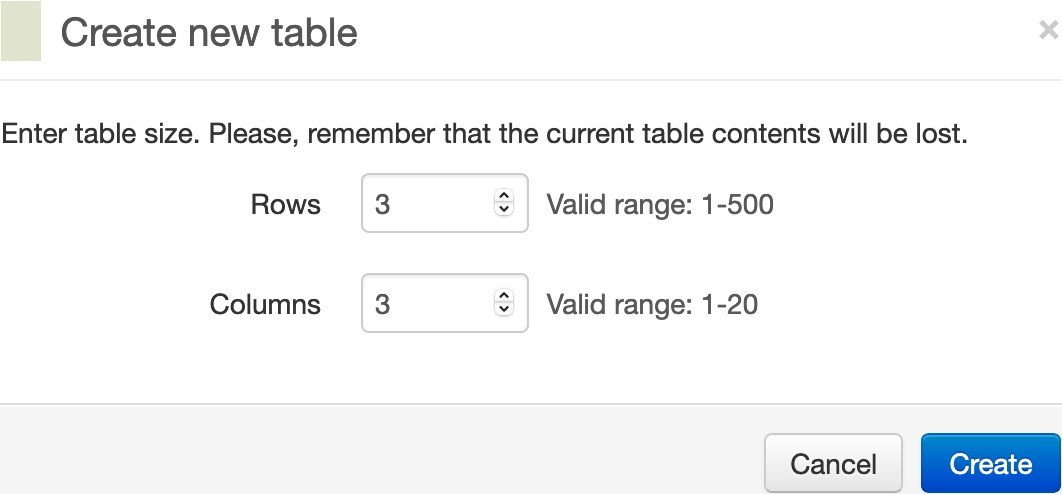 Create new table
×
Enter table size. Please, remember that the current table contents will be lost.
Rows 3 Valid range: 1-500
Columns 3 Valid range: 1-20
Cancel Create